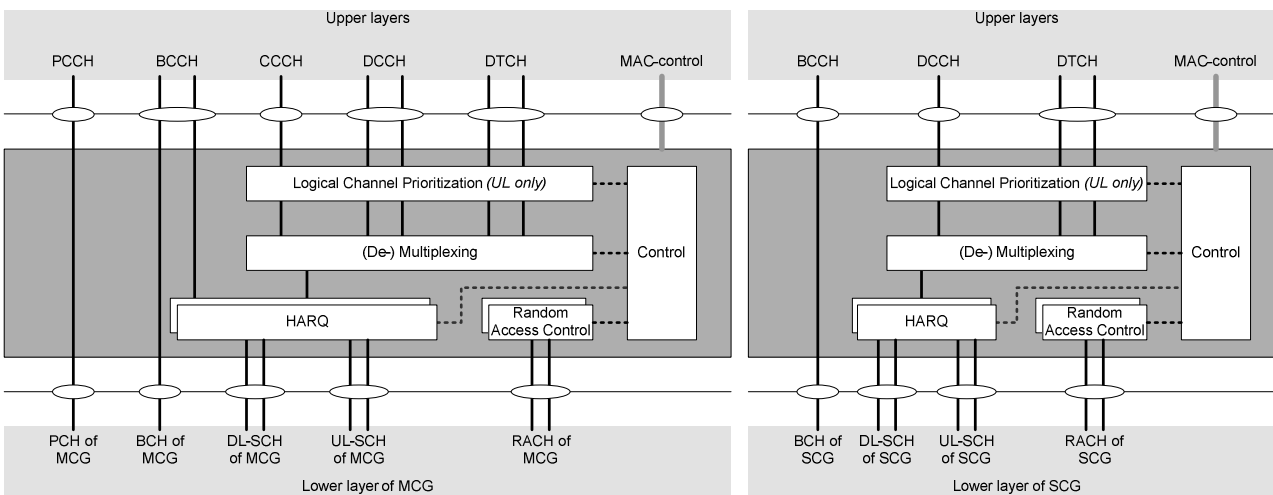 Upper layers
PCCH BCCH CCCH DCCH DTCH MAC-control
Logical Channel Prioritization (UL only)
(De-) Multiplexing
Control
HARQ
Random
Access Control
PCH of
MCG
BCH of
MCG
DL-SCH
of MCG
UL-SCH
of MCG
RACH of
MCG
Lower layer of MCG
Upper layers
BCCH DCCH DTCH MAC-control
Logical Channel Prioritization (UL only)
(De-) Multiplexing
Control
HARQ
Random
Access Control
BCH of
SCG
DL-SCH
of SCG
UL-SCH
of SCG
RACH of
SCG
Lower layer of SCG